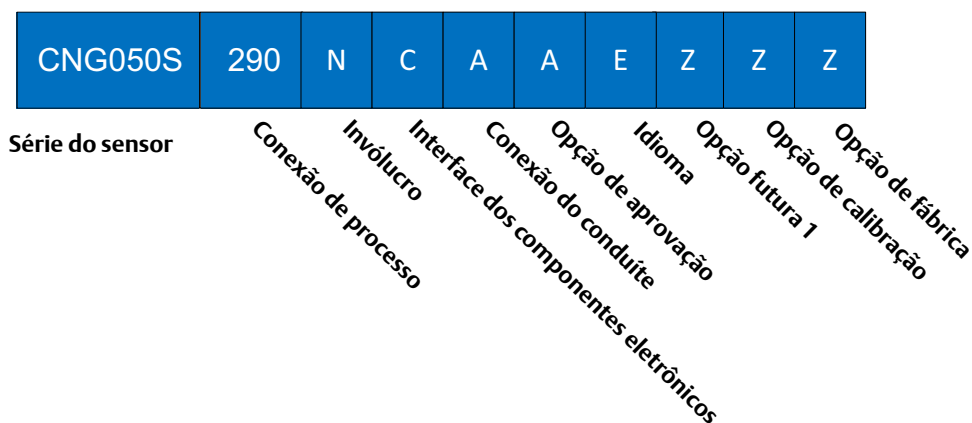 CNG050S 290 N C A A E Z Z Z
Série do sensor
Conexão de processo
Invólucro
Interface dos componentes eletrônicos
Conexão do conduíte
Opção de aprovação
Idioma
Opção futura 1
Opção de calibração
Opção de fábrica